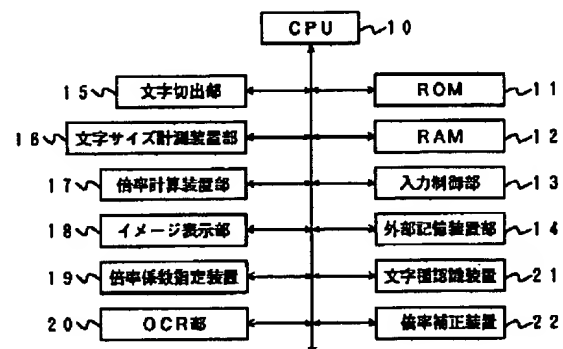 CPU 10
15 文字切出部 ROM 11
16 文字サイズ計測装置部 RAM 12
17 倍率計算装置部 入力制御部 13
18 イメージ表示部 外部記憶装置部 14
19 倍率係数指定装置 文字種認識装置 21
20 OCR部 倍率補正装置 22